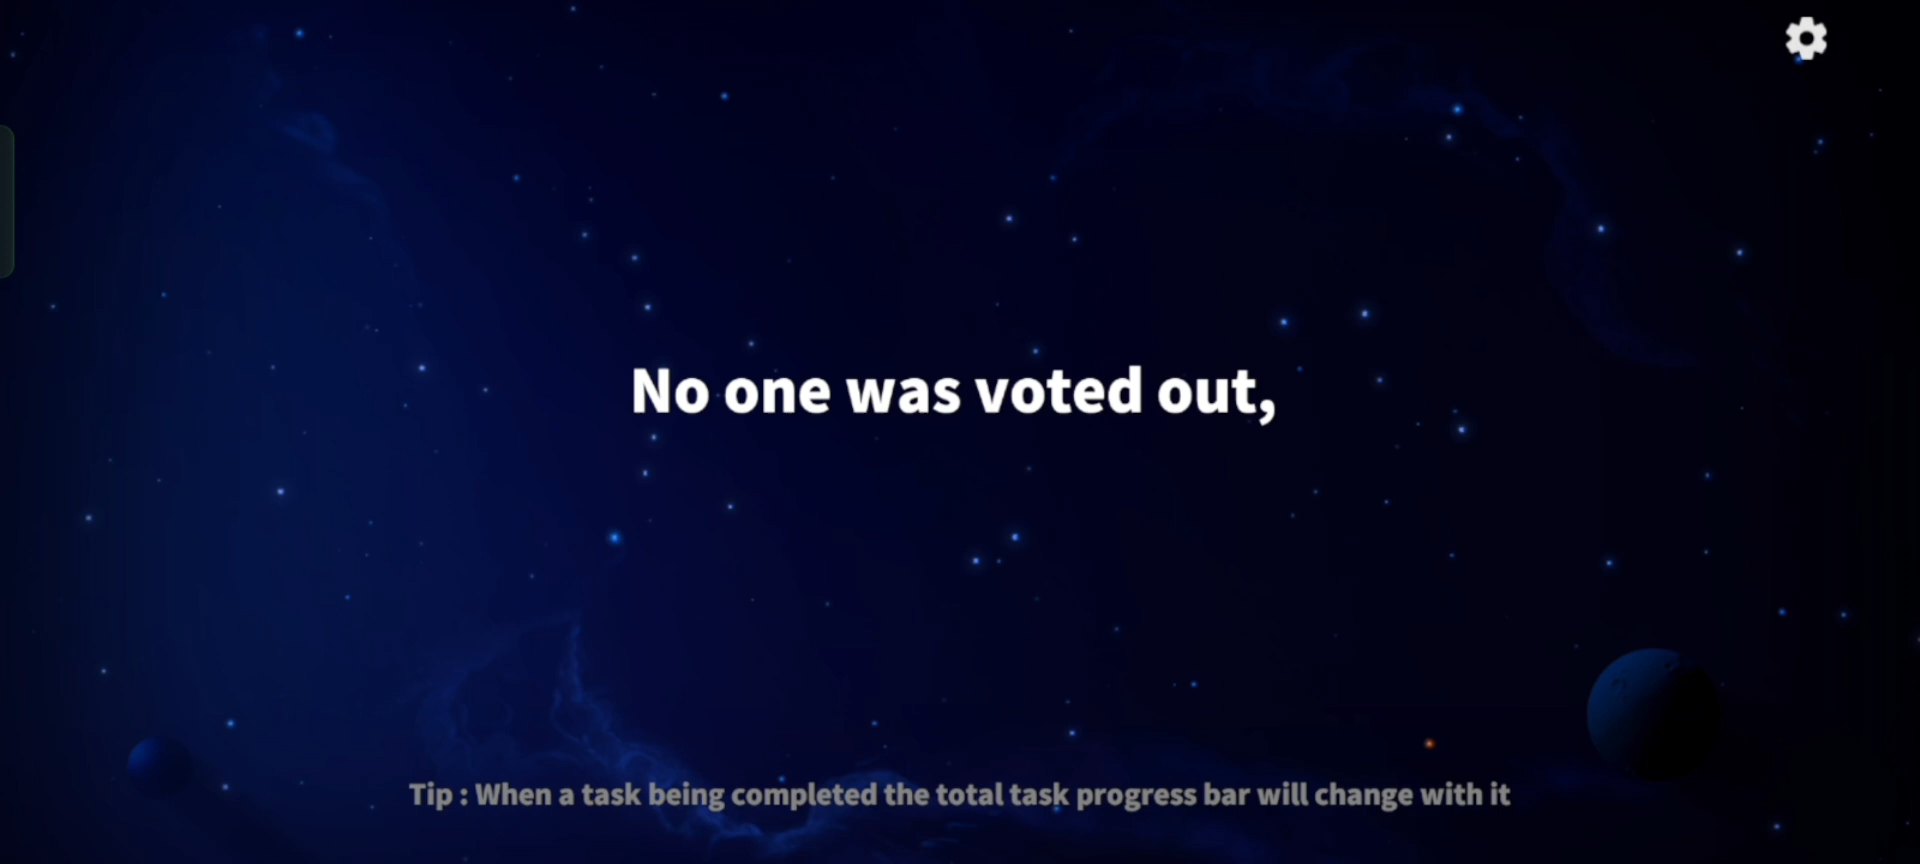 No one was voted out,
Tip : When a task being completed the total task progress bar will change with it